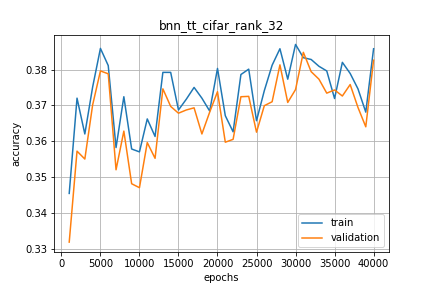 bnn_tt_cifar_rank_32
accuracy
0.38
0.37
0.36
0.35
0.34
0.33
0 5000 10000 15000 20000 25000 30000 35000 40000
epochs
train
validation